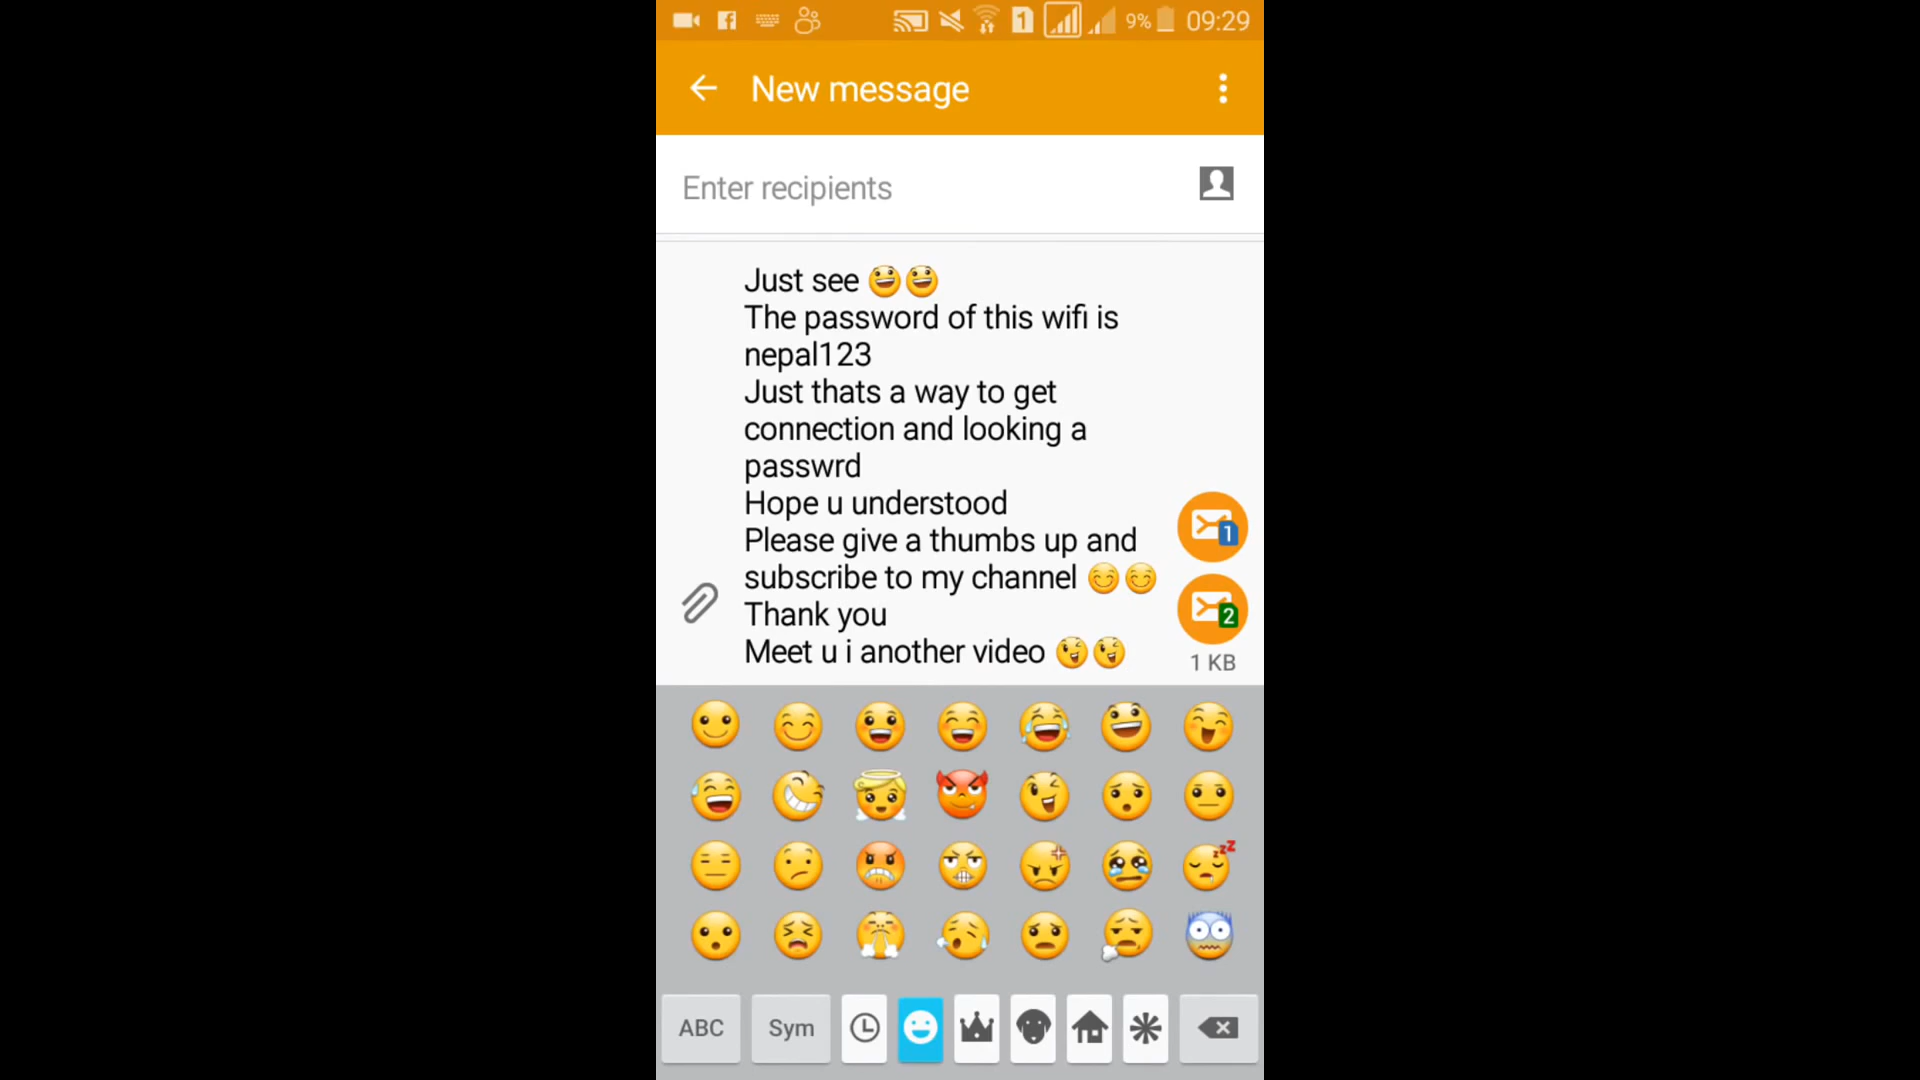 1 9% 09:29
New message
Enter recipients
Just see 😃😃
The password of this wifi is
nepal123
Just thats a way to get
connection and looking a
passwrd
Hope u understood
Please give a thumbs up and
subscribe to my channel 😊😊
Thank you
Meet u i another video 😉😉
1
2
1 KB
ABC Sym